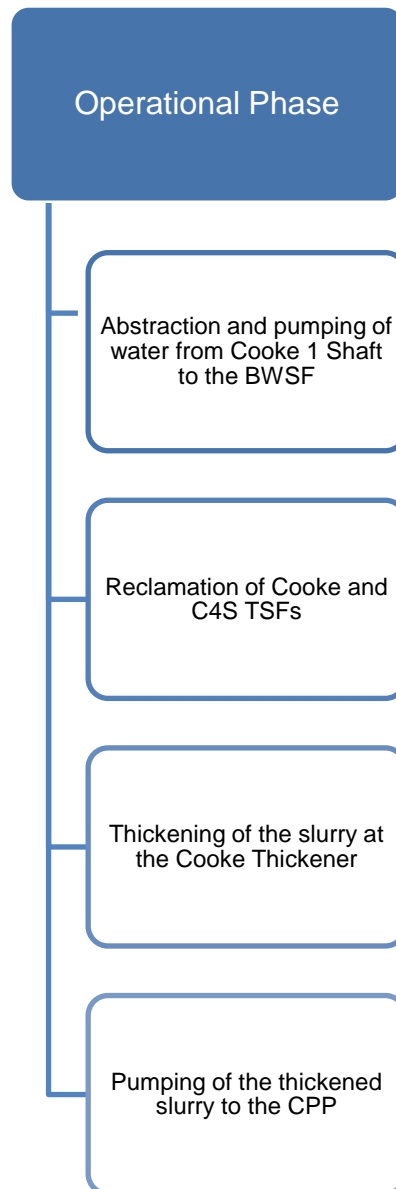 Operational Phase
Abstraction and pumping of
water from Cooke 1 Shaft
to the BWSF
Reclamation of Cooke and
C4S TSFs
Thickening of the slurry at
the Cooke Thickener
Pumping of the thickened
slurry to the CPP